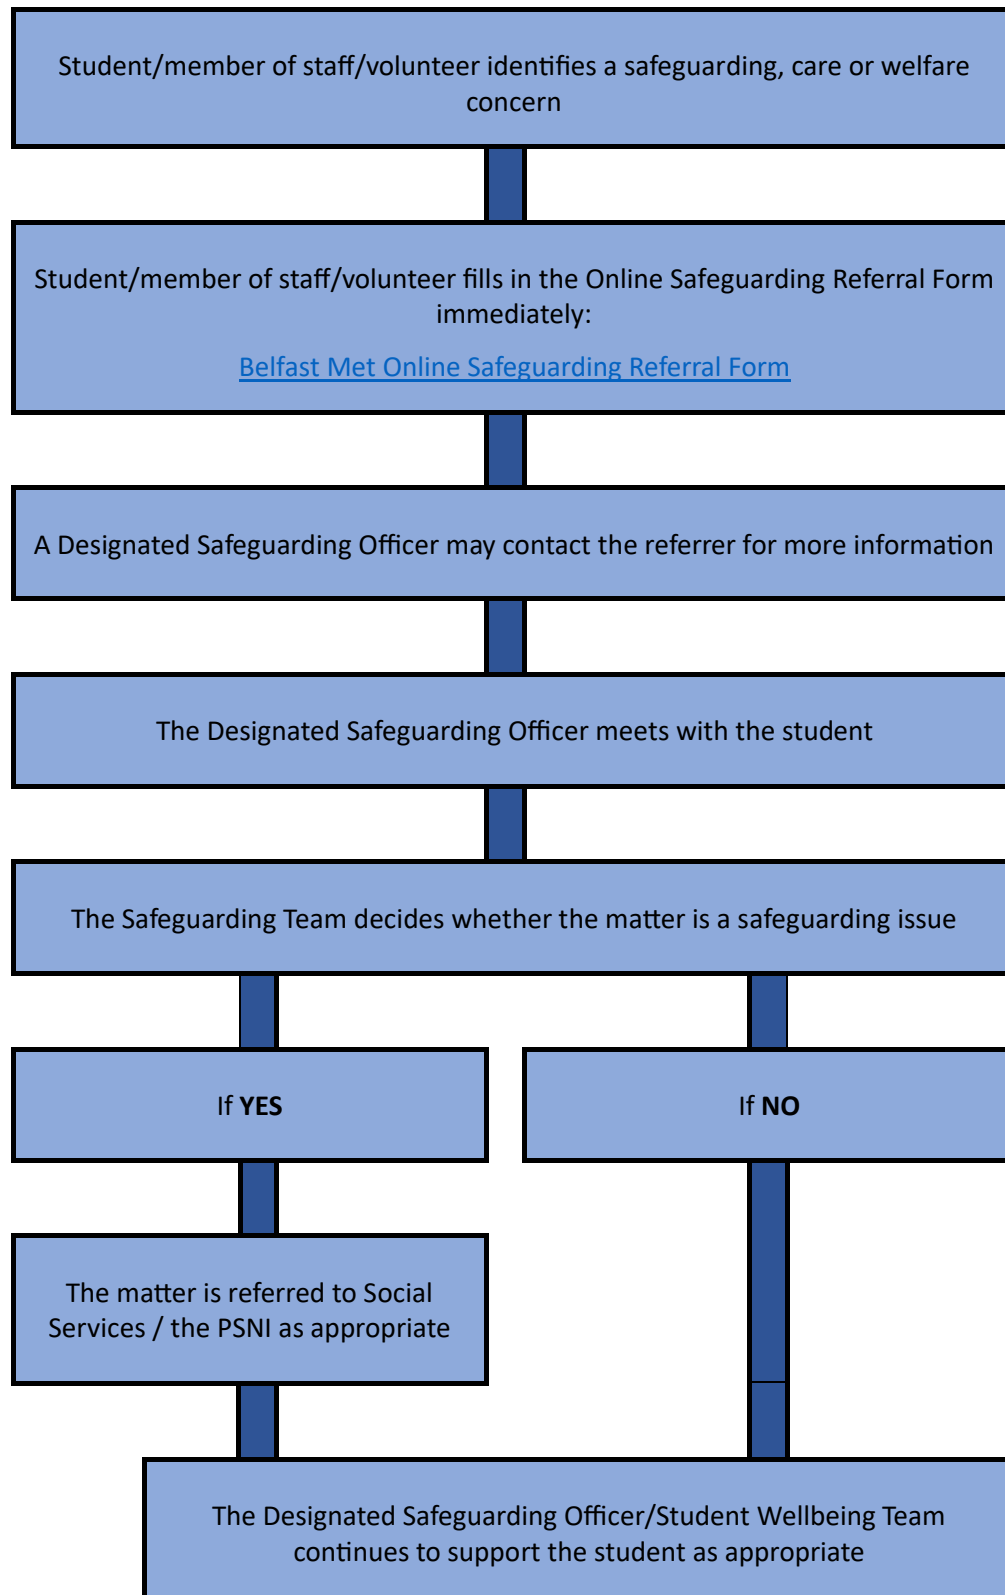 Student/member of staff/volunteer identifies a safeguarding, care or welfare
concern
Student/member of staff/volunteer fills in the Online Safeguarding Referral Form
immediately:
Belfast Met Online Safeguarding Referral Form
A Designated Safeguarding Officer may contact the referrer for more information
The Designated Safeguarding Officer meets with the student
The Safeguarding Team decides whether the matter is a safeguarding issue
If YES
If NO
The matter is referred to Social
Services / the PSNI as appropriate
The Designated Safeguarding Officer/Student Wellbeing Team
continues to support the student as appropriate